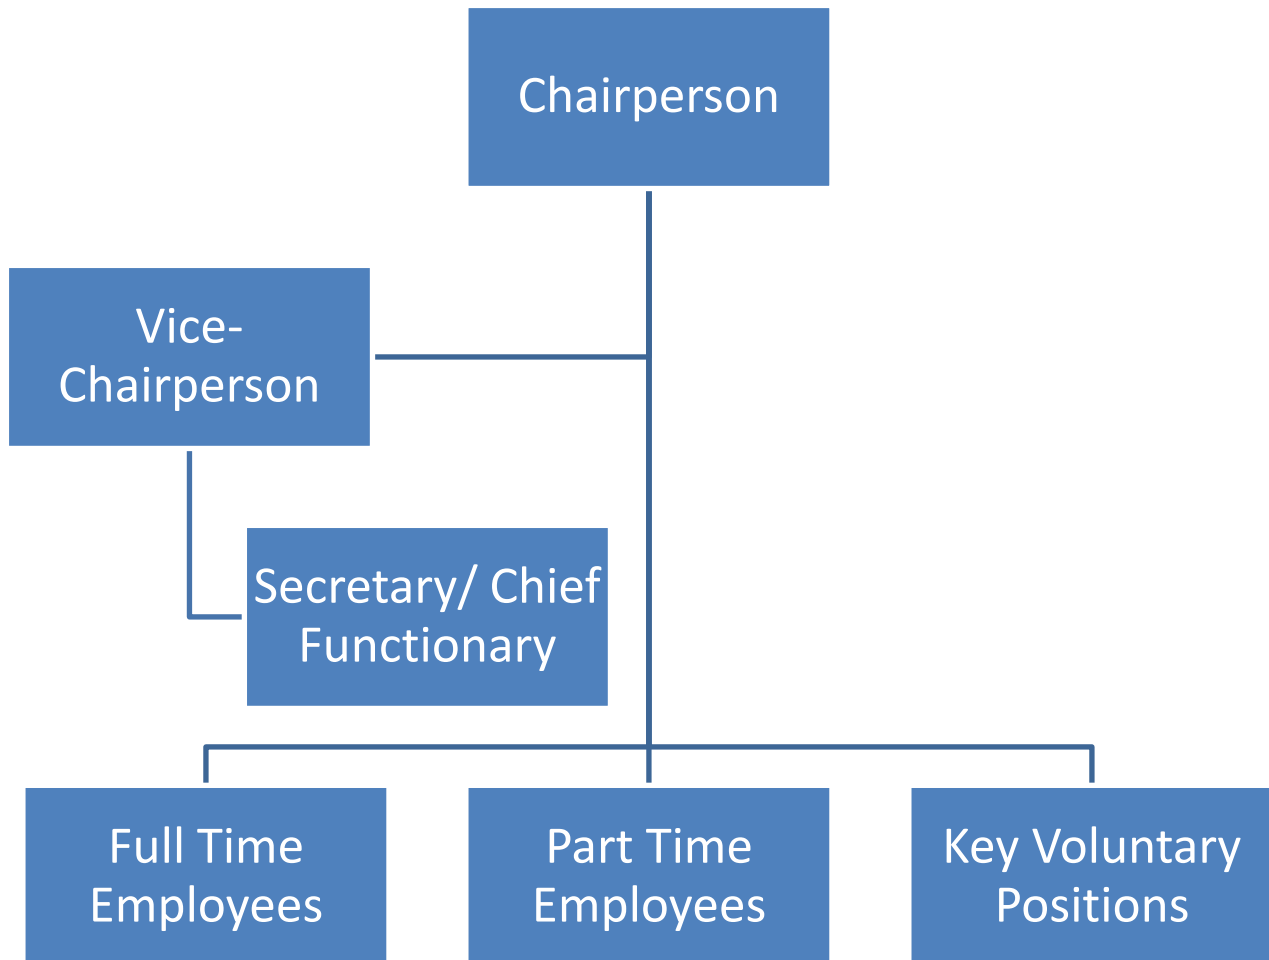 Chairperson
Vice-
Chairperson
Secretary/ Chief
Functionary
Full Time
Employees
Part Time
Employees
Key Voluntary
Positions